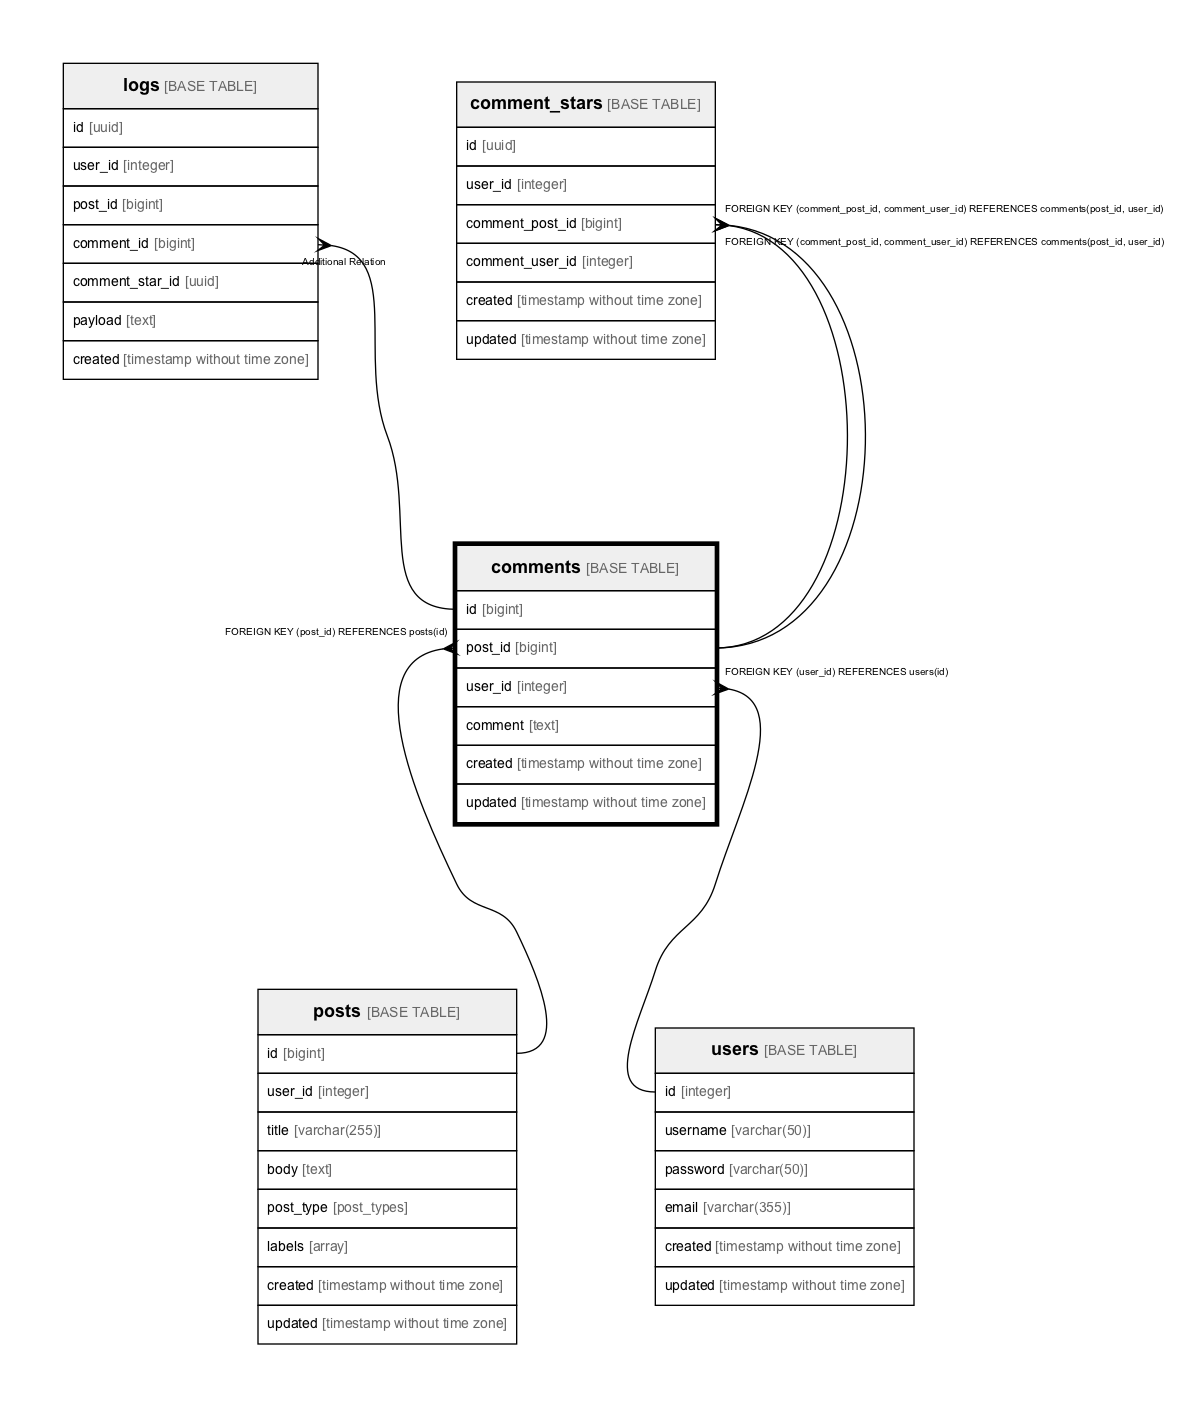 logs [BASE TABLE]
id [uuid]
user_id [integer]
post_id [bigint]
comment_id [bigint]
Additional Relation
comment_star_id [uuid]
payload [text]
created [timestamp without time zone]
comment_stars [BASE TABLE]
id [uuid]
user_id [integer]
comment_post_id [bigint]
comment_user_id [integer]
created [timestamp without time zone]
updated [timestamp without time zone]
FOREIGN KEY (comment_post_id, comment_user_id) REFERENCES comments(post_id, user_id)
FOREIGN KEY (comment_post_id, comment_user_id) REFERENCES comments(post_id, user_id)
comments [BASE TABLE]
id [bigint]
post_id [bigint]
user_id [integer]
comment [text]
created [timestamp without time zone]
updated [timestamp without time zone]
FOREIGN KEY (post_id) REFERENCES posts(id)
FOREIGN KEY (user_id) REFERENCES users(id)
posts [BASE TABLE]
id [bigint]
user_id [integer]
title [varchar(255)]
body [text]
post_type [post_types]
labels [array]
created [timestamp without time zone]
updated [timestamp without time zone]
users [BASE TABLE]
id [integer]
username [varchar(50)]
password [varchar(50)]
email [varchar(355)]
created [timestamp without time zone]
updated [timestamp without time zone]